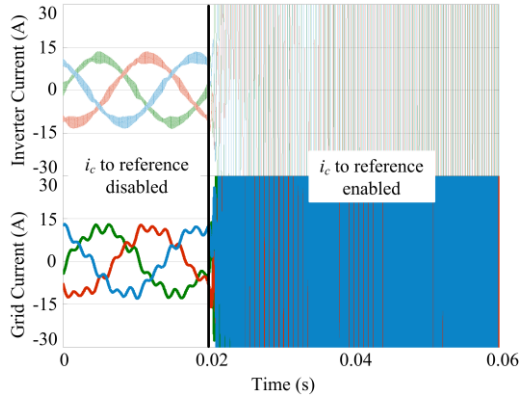 Inverter Current (A)
30
15
0
-15
-30
i_c to reference
disabled
i_c to reference
enabled
Grid Current (A)
30
15
0
-15
-30
0
0.02
0.04
0.06
Time (s)